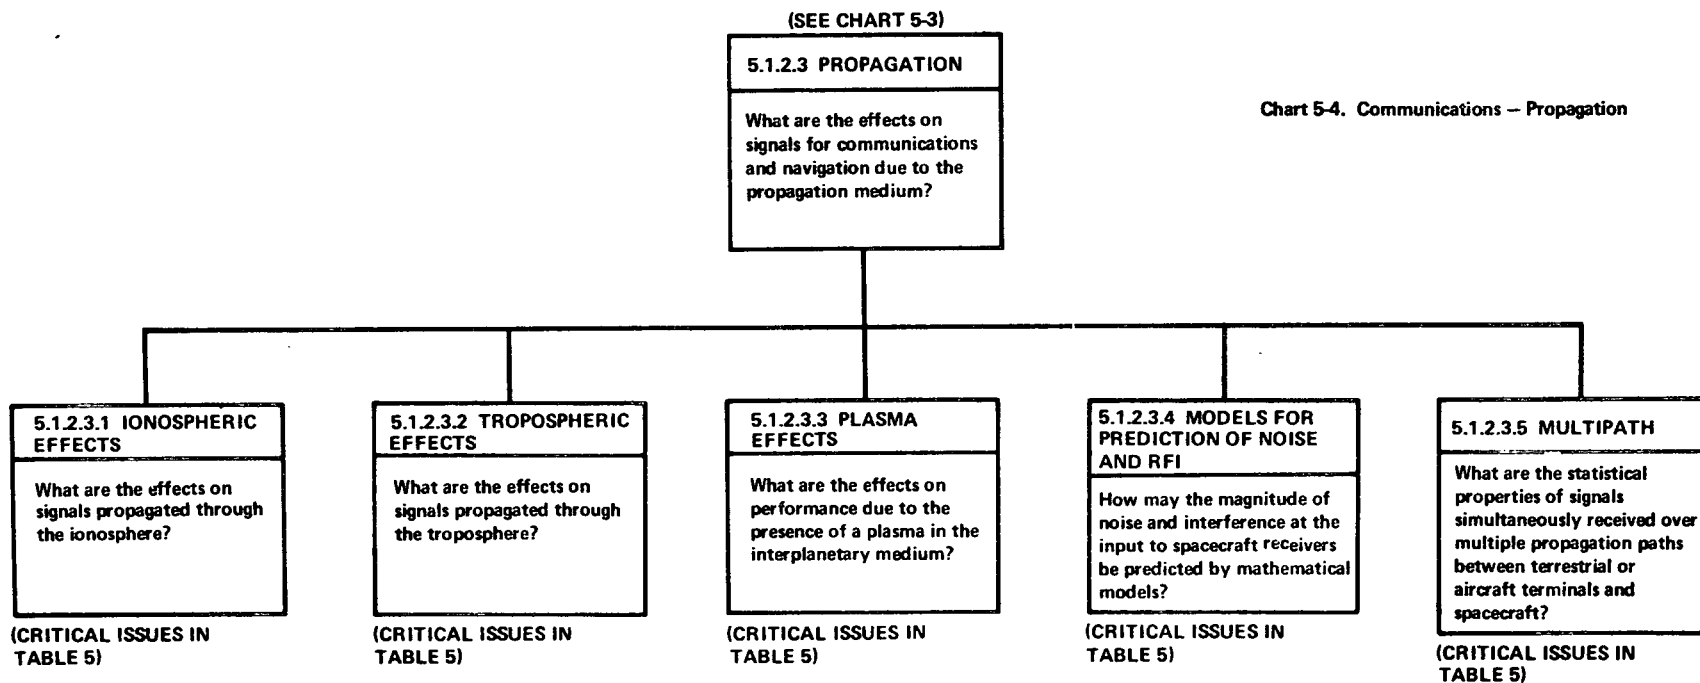 (SEE CHART 5-3)
5.1.2.3 PROPAGATION
What are the effects on
signals for communications
and navigation due to the
propagation medium?
Chart 5-4. Communications — Propagation
5.1.2.3.1 IONOSPHERIC
EFFECTS
What are the effects on
signals propagated through
the ionosphere?
(CRITICAL ISSUES IN
TABLE 5)
5.1.2.3.2 TROPOSPHERIC
EFFECTS
What are the effects on
signals propagated through
the troposphere?
(CRITICAL ISSUES IN
TABLE 5)
5.1.2.3.3 PLASMA
EFFECTS
What are the effects on
performance due to the
presence of a plasma in the
interplanetary medium?
(CRITICAL ISSUES IN
TABLE 5)
5.1.2.3.4 MODELS FOR
PREDICTION OF NOISE
AND RFI
How may the magnitude of
noise and interference at the
input to spacecraft receivers
be predicted by mathematical
models?
(CRITICAL ISSUES IN
TABLE 5)
5.1.2.3.5 MULTIPATH
What are the statistical
properties of signals
simultaneously received over
multiple propagation paths
between terrestrial or
aircraft terminals and
spacecraft?
(CRITICAL ISSUES IN
TABLE 5)